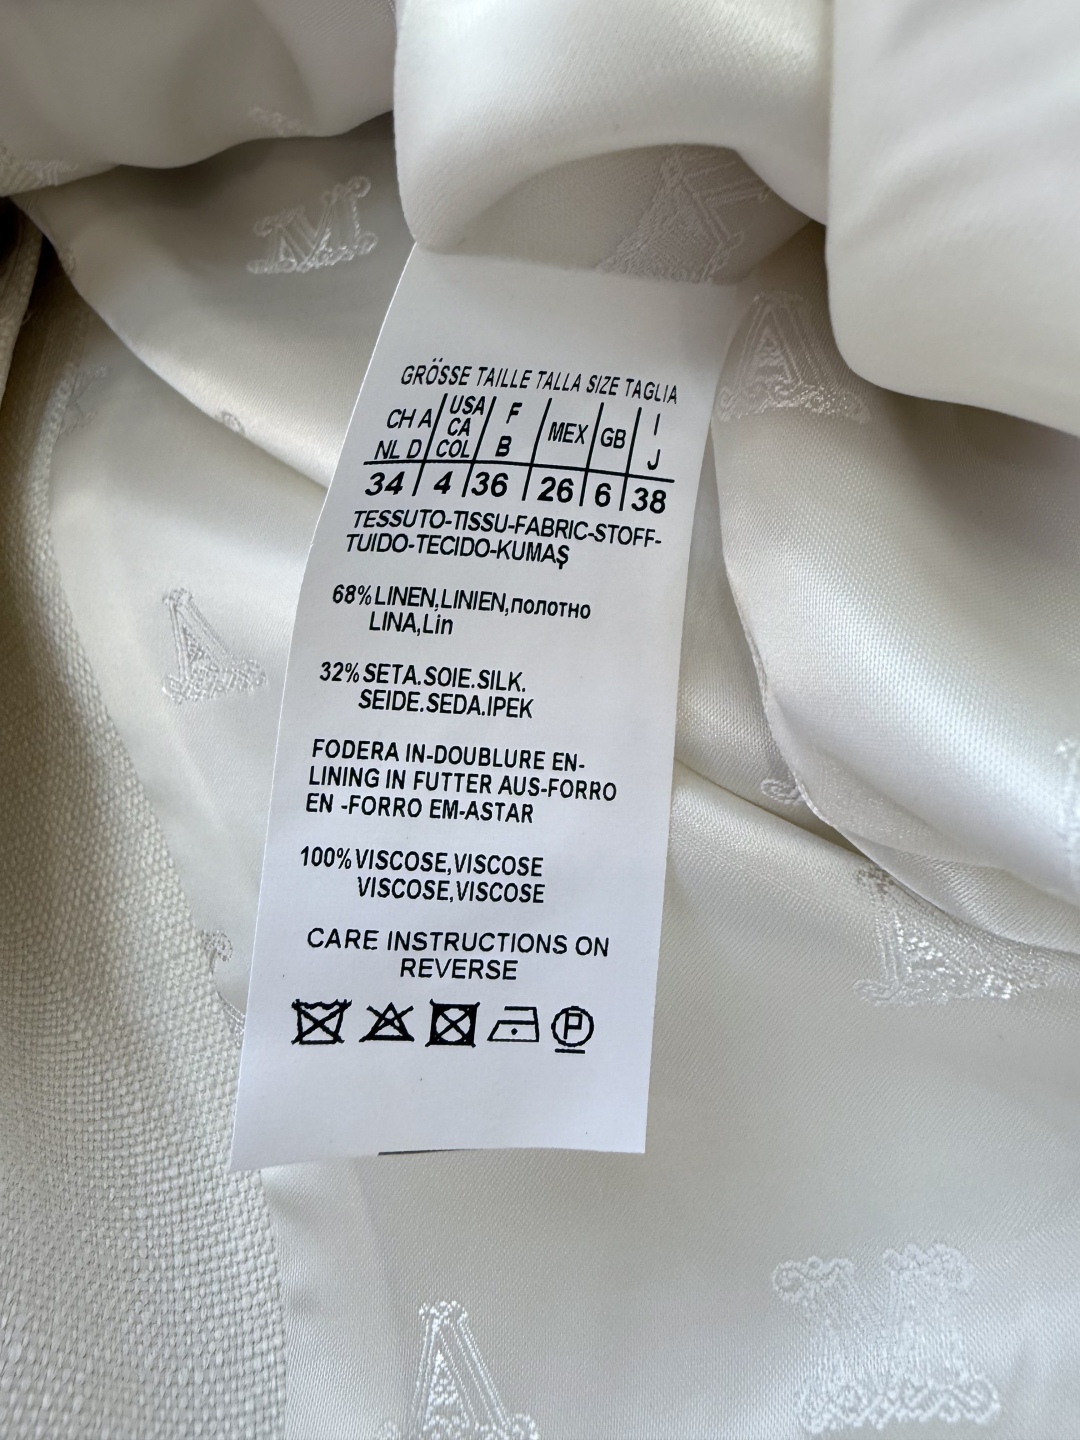 GRÖSSE TAILLE TALLA SIZE TAGLIA
CH A / USA / F / MEX / GB / I
NL D / CA COL / B / J
34 / 4 / 36 / 26 / 6 / 38
TESSUTO-TISSU-FABRIC-STOFF-
TUIDO-TECIDO-KUMAŞ
68% LINEN,LINIEN,полотно
LINA,Lin
32% SETA.SOIE.SILK.
SEIDE.SEDA.IPEK
FODERA IN-DOUBLURE EN-
LINING IN FUTTER AUS-FORRO
EN -FORRO EM-ASTAR
100% VISCOSE,VISCOSE
VISCOSE,VISCOSE
CARE INSTRUCTIONS ON
REVERSE
P